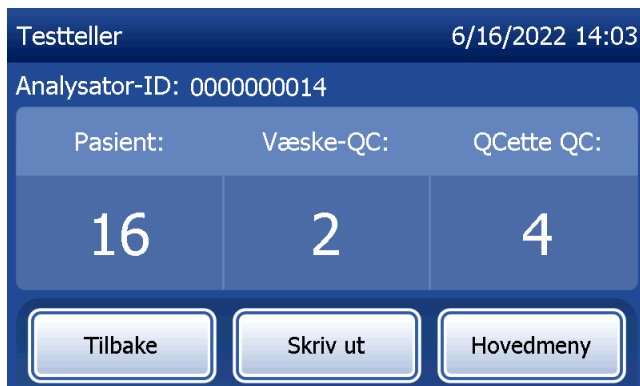 Testteller 6/16/2022 14:03
Analysator-ID: 0000000014
Pasient: Væske-QC: QCette QC:
16 2 4
Tilbake Skriv ut Hovedmeny